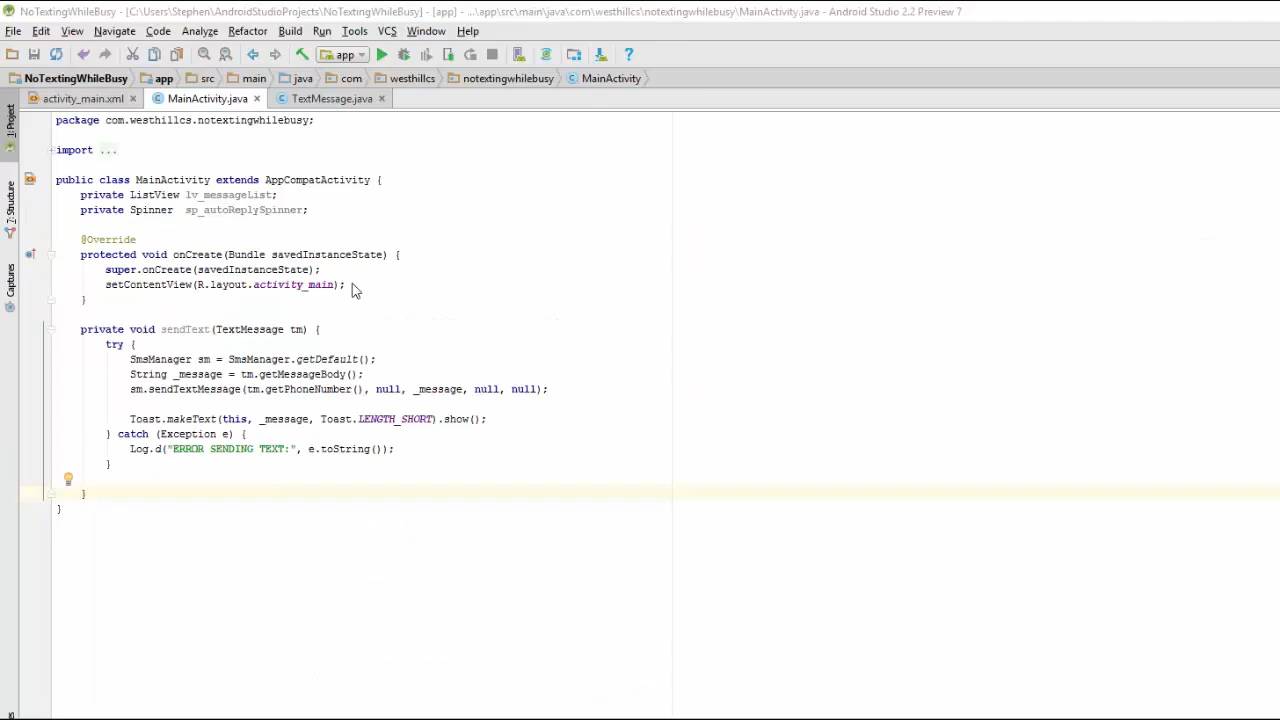 NoTextingWhileBusy - [C:\Users\Stephen\AndroidStudioProjects\NoTextingWhileBusy] - [app] - ...\app\src\main\java\com\westhillcs\notextingwhilebusy\MainActivity.java - Android Studio 2.2 Preview 7
File Edit View Navigate Code Analyze Refactor Build Run Tools VCS Window Help
app
NoTextingWhileBusy app src main java com westhillcs notextingwhilebusy MainActivity
activity_main.xml MainActivity.java TextMessage.java
1: Project
7: Structure
Captures
package com.westhillcs.notextingwhilebusy;
import ...
public class MainActivity extends AppCompatActivity {
private ListView lv_messageList;
private Spinner sp_autoReplySpinner;
@Override
protected void onCreate(Bundle savedInstanceState) {
super.onCreate(savedInstanceState);
setContentView(R.layout.activity_main);
}
private void sendText(TextMessage tm) {
try {
SmsManager sm = SmsManager.getDefault();
String _message = tm.getMessageBody();
sm.sendTextMessage(tm.getPhoneNumber(), null, _message, null, null);
Toast.makeText(this, _message, Toast.LENGTH_SHORT).show();
} catch (Exception e) {
Log.d("ERROR SENDING TEXT:", e.toString());
}
}
}